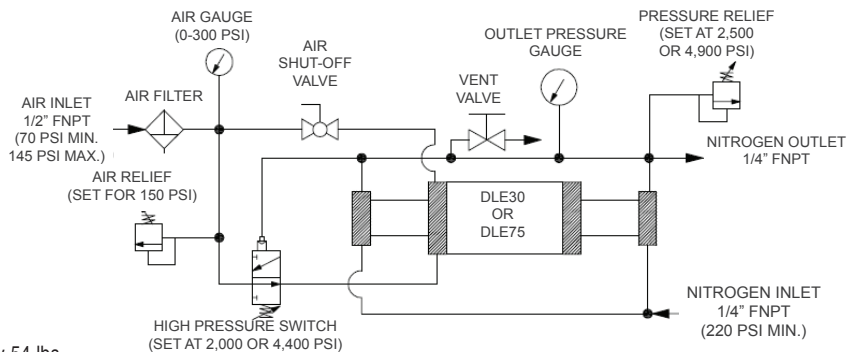 AIR GAUGE
(0-300 PSI)
AIR
SHUT-OFF
VALVE
OUTLET PRESSURE
GAUGE
PRESSURE RELIEF
(SET AT 2,500
OR 4,900 PSI)
VENT
VALVE
AIR INLET
1/2" FNPT
(70 PSI MIN.
145 PSI MAX.)
AIR FILTER
NITROGEN OUTLET
1/4" FNPT
AIR RELIEF
(SET FOR 150 PSI)
DLE30
OR
DLE75
NITROGEN INLET
1/4" FNPT
(220 PSI MIN.)
HIGH PRESSURE SWITCH
(SET AT 2,000 OR 4,400 PSI)
54 lbs